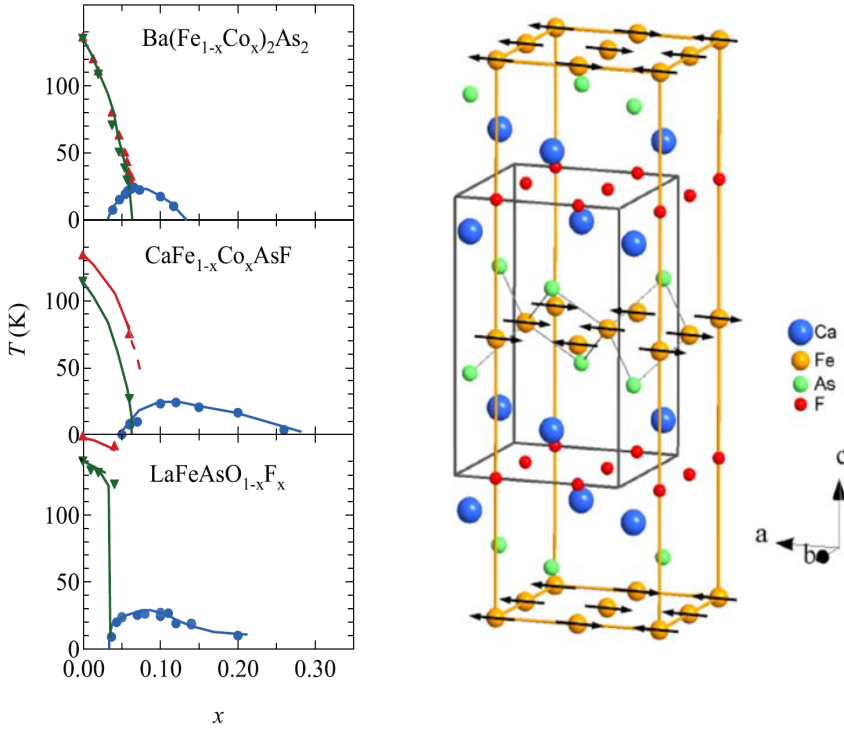 Ba(Fe1-xCox)2As2
100
50
0
CaFe1-xCoxAsF
100
50
0
T (K)
LaFeAsO1-xFx
100
50
0
0.00 0.10 0.20 0.30
x
Ca
Fe
As
F
c
a
b